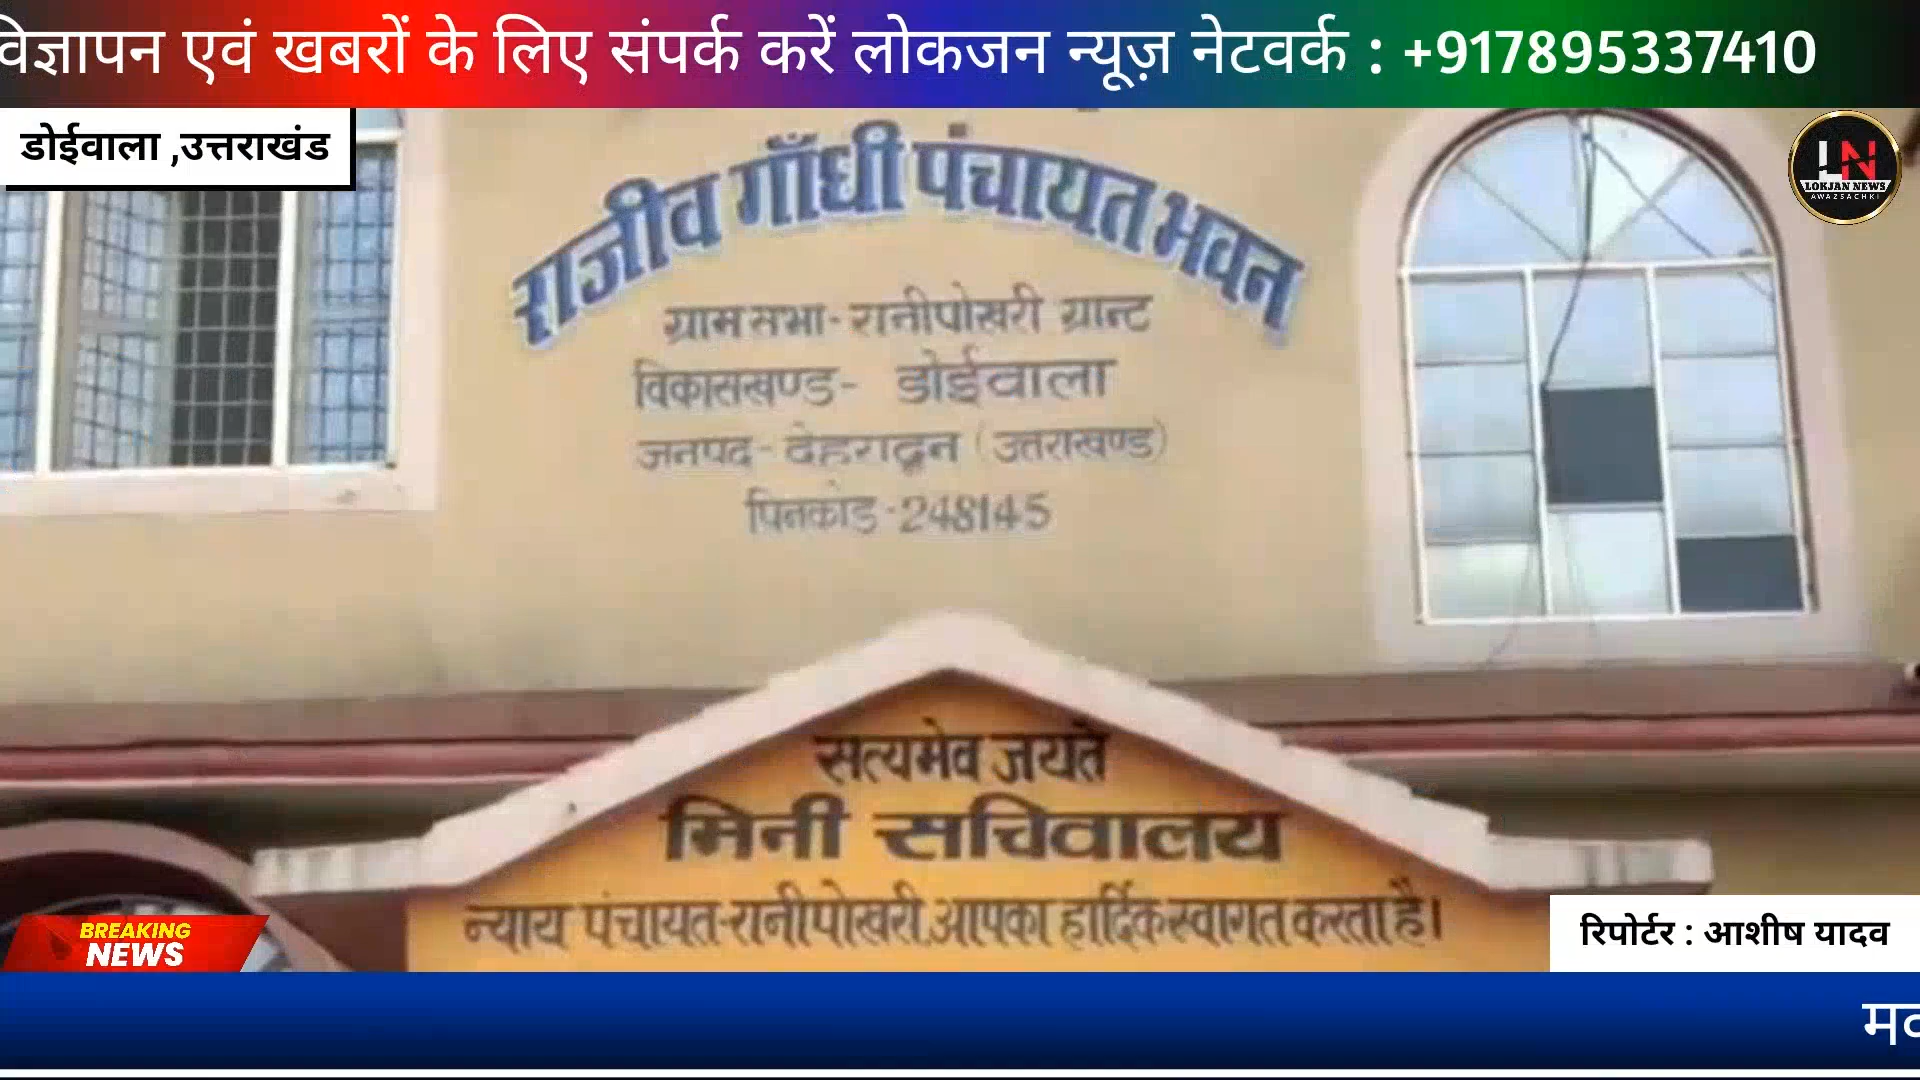 विज्ञापन एवं खबरों के लिए संपर्क करें लोकजन न्यूज़ नेटवर्क : +917895337410
डोईवाला ,उत्तराखंड
LN
LOKJAN NEWS
AWAZSACHKI
राजीव गाँधी पंचायत भवन
ग्राम सभा- रानीपोखरी ग्रान्ट
विकासखण्ड- डोईवाला
जनपद- देहरादून (उत्तराखण्ड)
पिनकोड-248145
सत्यमेव जयते
मिनी सचिवालय
न्याय पंचायत-रानीपोखरी.आपका हार्दिक स्वागत करता है।
BREAKING
NEWS
रिपोर्टर : आशीष यादव